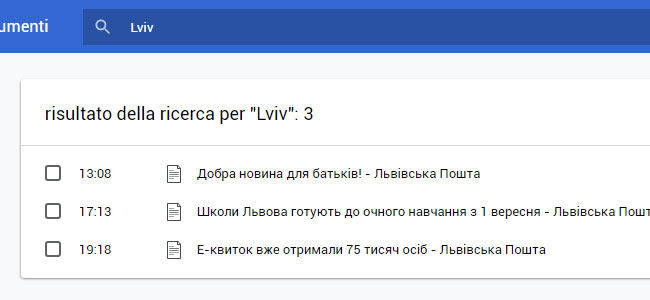 umenti
Lviv
risultato della ricerca per "Lviv": 3
13:08 Добра новина для батьків! - Львівська Пошта
17:13 Школи Львова готують до очного навчання з 1 вересня - Львівська Пошт
19:18 Е-квиток вже отримали 75 тисяч осіб - Львівська Пошта